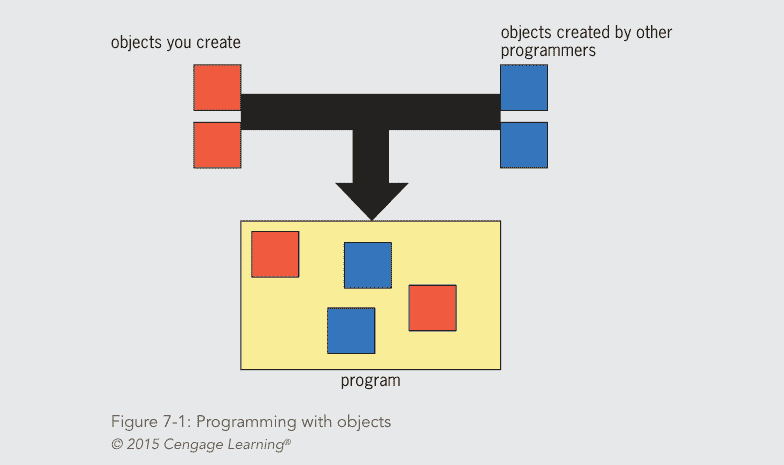 objects you create
objects created by other
programmers
program
Figure 7-1: Programming with objects
© 2015 Cengage Learning®